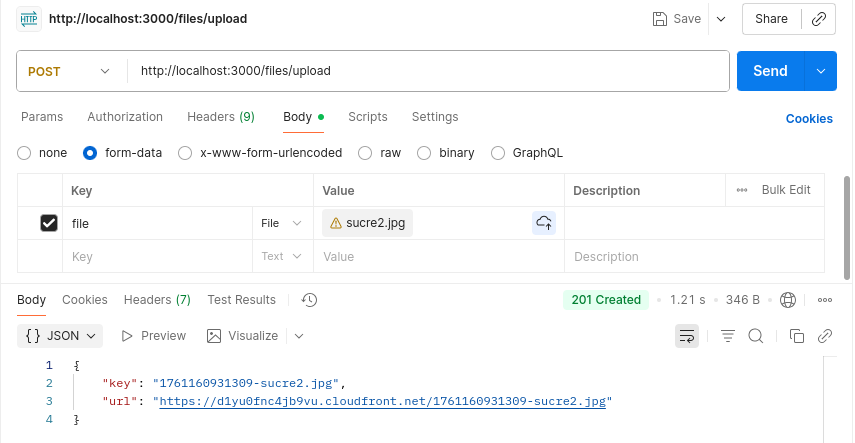 HTTP http://localhost:3000/files/upload Save Share
POST http://localhost:3000/files/upload Send
Params Authorization Headers (9) Body Scripts Settings Cookies
none form-data x-www-form-urlencoded raw binary GraphQL
Key Value Description ••• Bulk Edit
file File sucre2.jpg
Key Text Value Description
Body Cookies Headers (7) Test Results 201 Created • 1.21 s • 346 B •
{} JSON Preview Visualize
1 {
2 "key": "1761160931309-sucre2.jpg",
3 "url": "https://d1yu0fnc4jb9vu.cloudfront.net/1761160931309-sucre2.jpg"
4 }